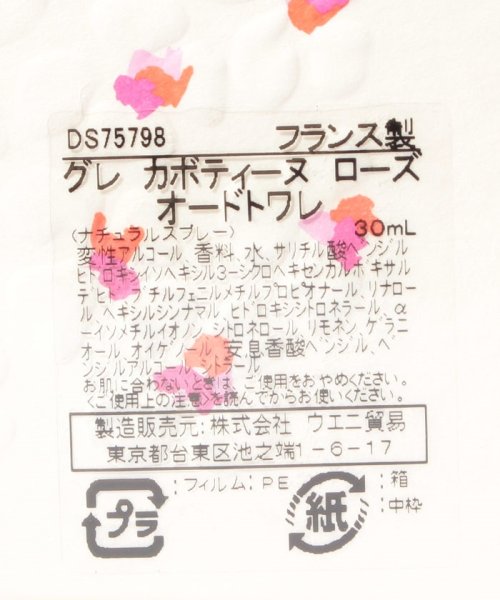 DS75798 フランス製
グレ カボティーヌ ローズ
オードトワレ
30mL
〈ナチュラルスプレー〉
変性アルコール、香料、水、サリチル酸ベンジル、
ヒドロキシイソヘキシル3-シクロヘキセンカルボキサル
デヒド、ブチルフェニルメチルプロピオナール、リナロー
ル、ヘキシルシンナマル、ヒドロキシシトロネラール、α-
イソメチルイオノン、シトロネロール、リモネン、ゲラニ
オール、オイゲノール、安息香酸ベンジル、ベ
ンジルアルコール、シトラール
お肌に合わないときは、ご使用をおやめください。
〈ご使用上の注意〉を読んでからお使いください。
製造販売元:株式会社 ウエニ貿易
東京都台東区池之端1-6-17
プラ
:フィルム:PE
紙
:箱
:中枠